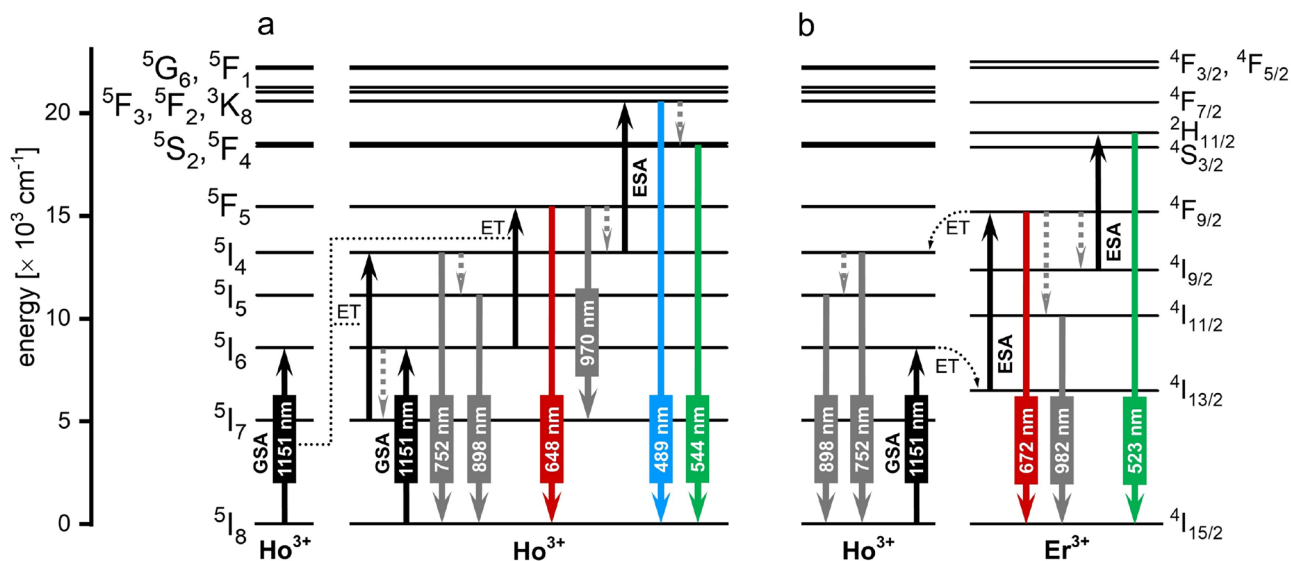 a
b
energy [× 10³ cm⁻¹]
20
15
10
5
0
⁵G₆, ⁵F₁
⁵F₃, ⁵F₂, ³K₈
⁵S₂, ⁵F₄
⁵F₅
⁵I₄
⁵I₅
⁵I₆
⁵I₇
⁵I₈
GSA
1151 nm
ET
ET
GSA
1151 nm
752 nm
898 nm
648 nm
970 nm
ESA
489 nm
544 nm
Ho³⁺
Ho³⁺
898 nm
752 nm
GSA
1151 nm
ET
ET
ESA
672 nm
982 nm
ESA
523 nm
⁴F₃/₂, ⁴F₅/₂
⁴F₇/₂
²H₁₁/₂
⁴S₃/₂
⁴F₉/₂
⁴I₉/₂
⁴I₁₁/₂
⁴I₁₃/₂
⁴I₁₅/₂
Ho³⁺
Er³⁺